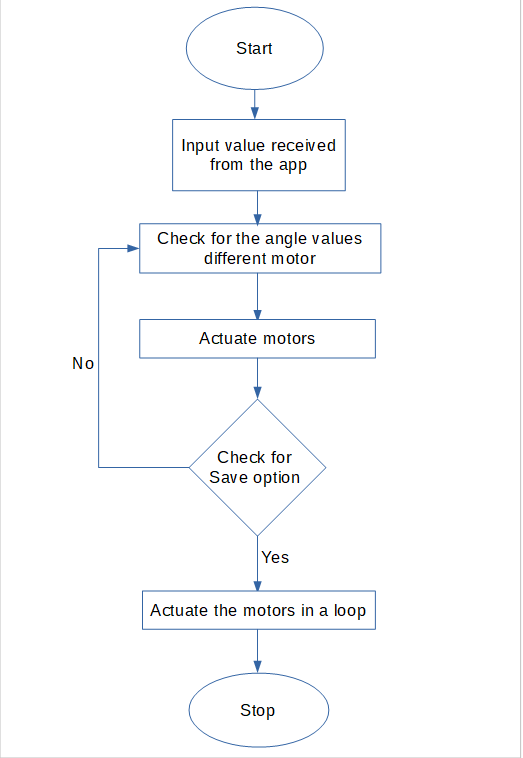 Start
Input value received
from the app
Check for the angle values
different motor
Actuate motors
No
Check for
Save option
Yes
Actuate the motors in a loop
Stop